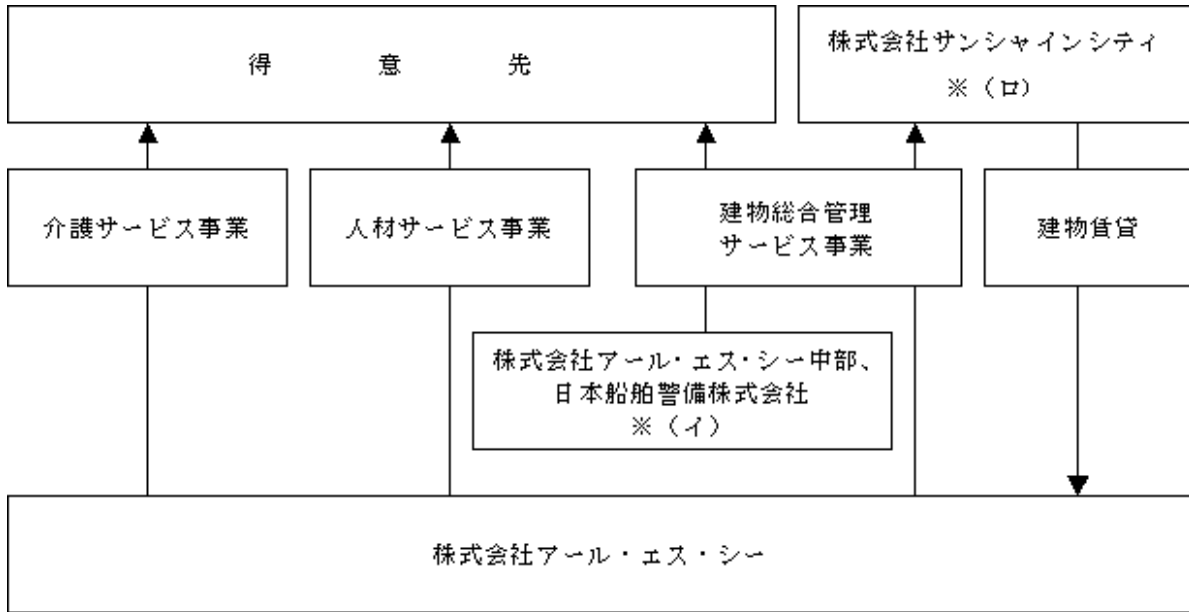 得 意 先
株式会社サンシャインシティ
※(ロ)
介護サービス事業
人材サービス事業
建物総合管理
サービス事業
建物賃貸
株式会社アール・エス・シー中部、
日本船舶警備株式会社
※(イ)
株式会社アール・エス・シー